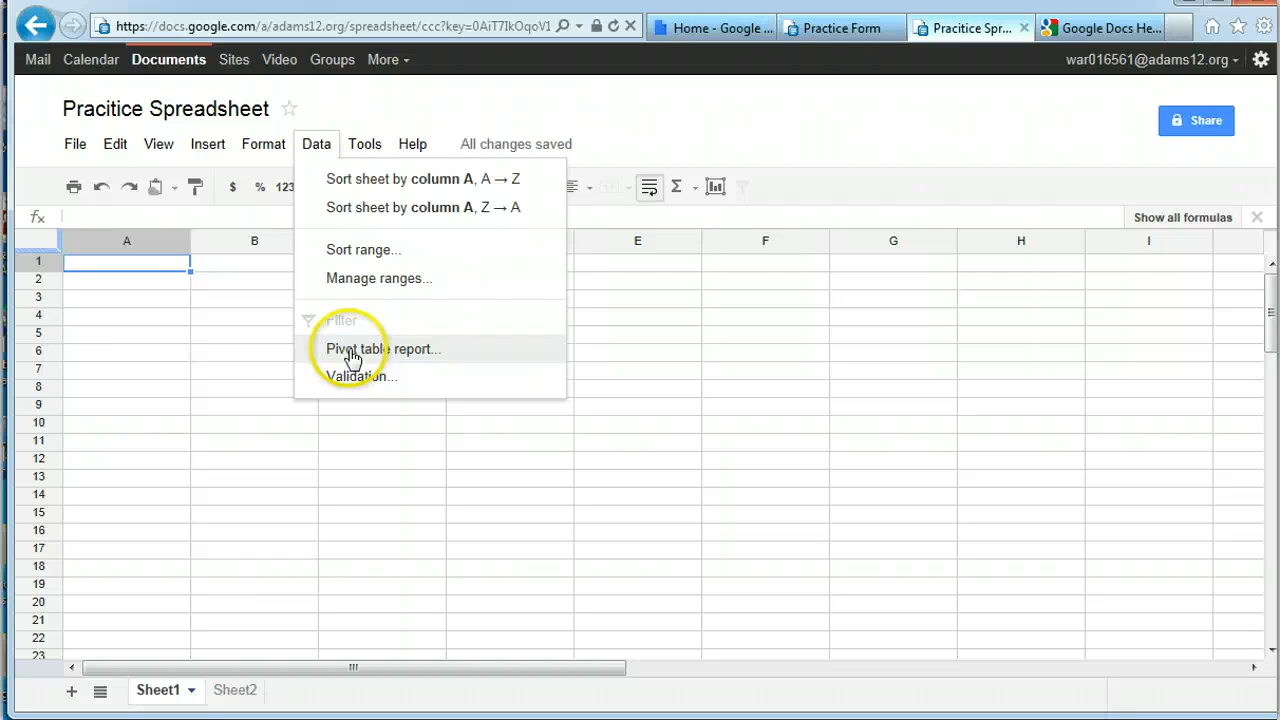 https://docs.google.com/a/adams12.org/spreadsheet/ccc?key=0AiT7IkOqoV1
Home - Google ...
Practice Form
Pracitice Spr...
Google Docs He...
Mail Calendar Documents Sites Video Groups More
war016561@adams12.org
Pracitice Spreadsheet
Share
File Edit View Insert Format Data Tools Help All changes saved
$ % 123
Σ
Sort sheet by column A, A → Z
Sort sheet by column A, Z → A
Sort range...
Manage ranges...
Filter
Pivot table report...
Validation...
fx
Show all formulas
A B E F G H I
1
2
3
4
5
6
7
8
9
10
11
12
13
14
15
16
17
18
19
20
21
22
23
Sheet1 Sheet2